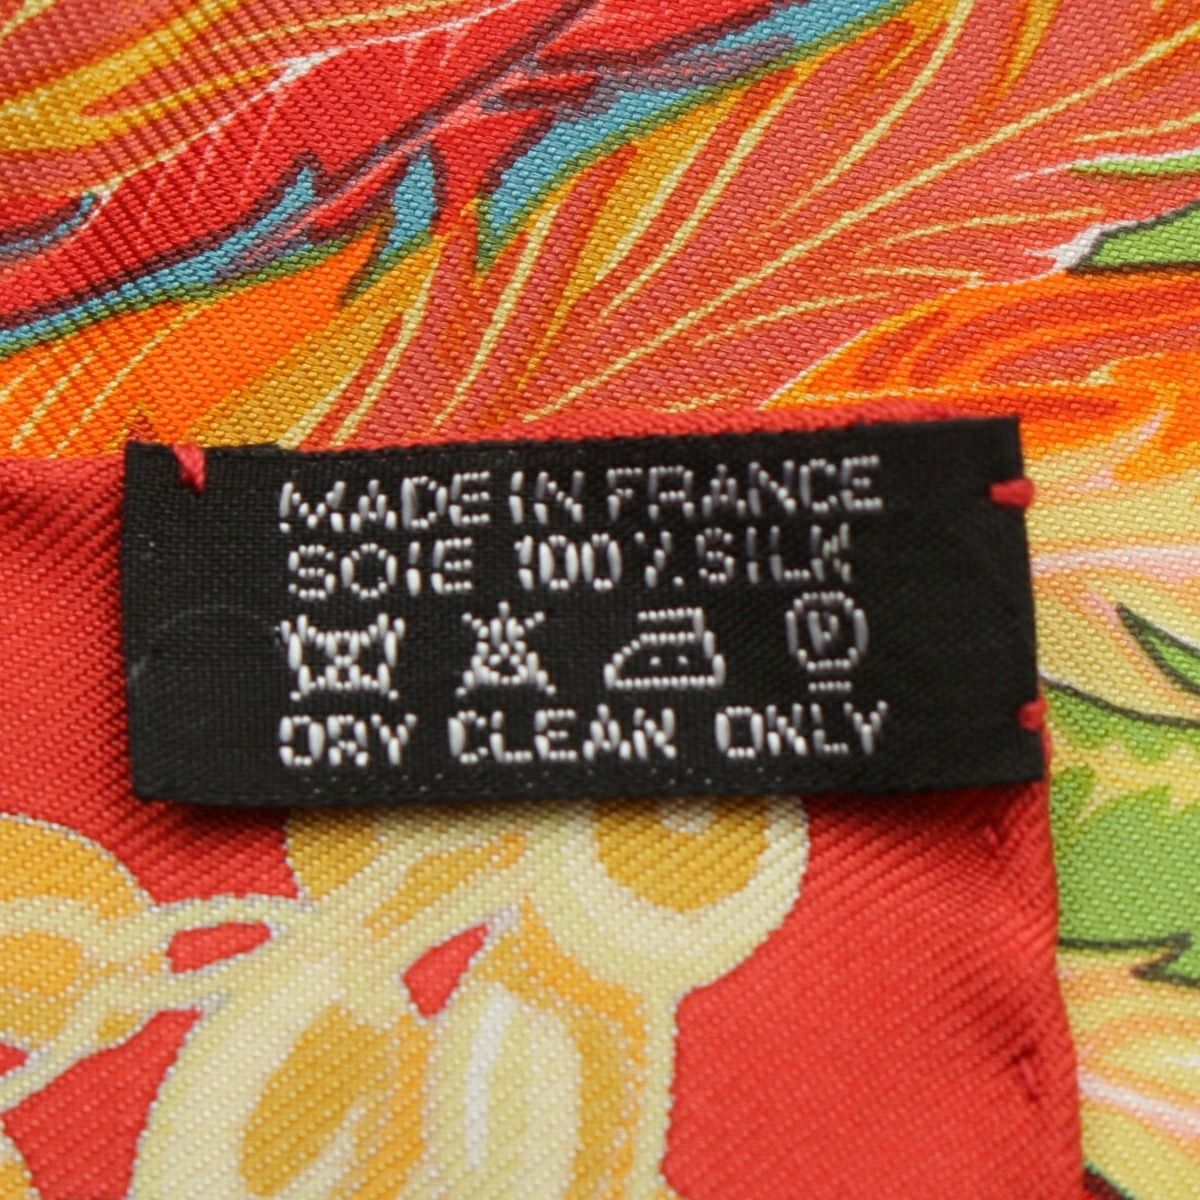 MADE IN FRANCE
SOIE 100% SILK
P
DRY CLEAN ONLY